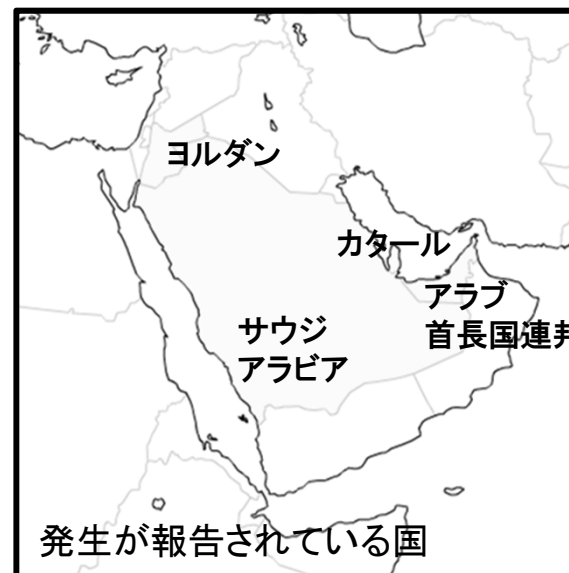 ヨルダン
カタール
アラブ
首長国連邦
サウジ
アラビア
発生が報告されている国